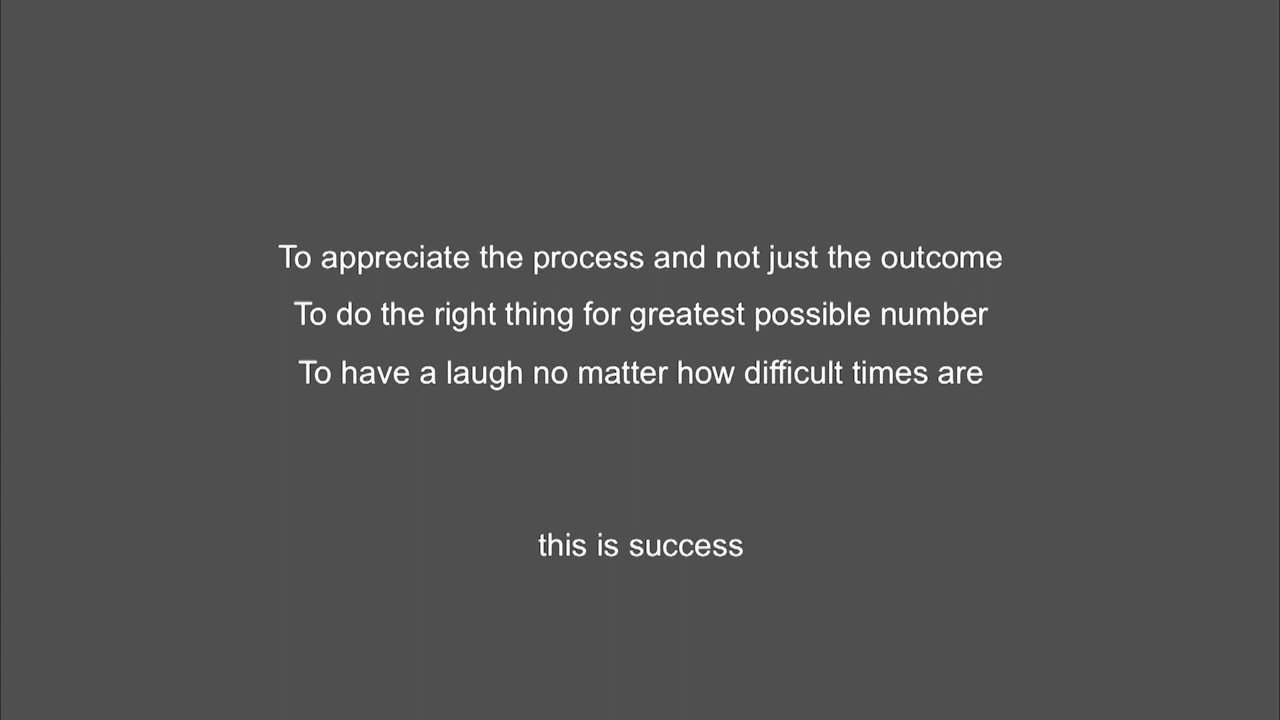 To appreciate the process and not just the outcome
To do the right thing for greatest possible number
To have a laugh no matter how difficult times are
this is success